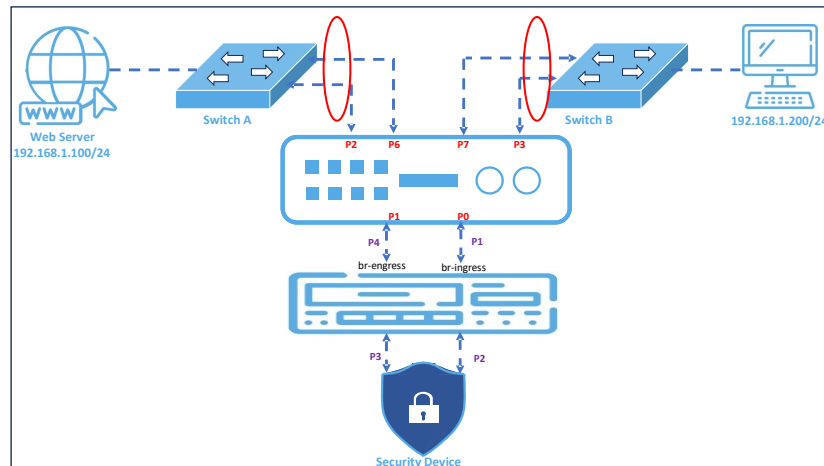 WWW
Web Server
192.168.1.100/24
Switch A
Switch B
192.168.1.200/24
P2
P6
P7
P3
P1
P0
P4
P1
br-engress
br-ingress
P3
P2
Security Device